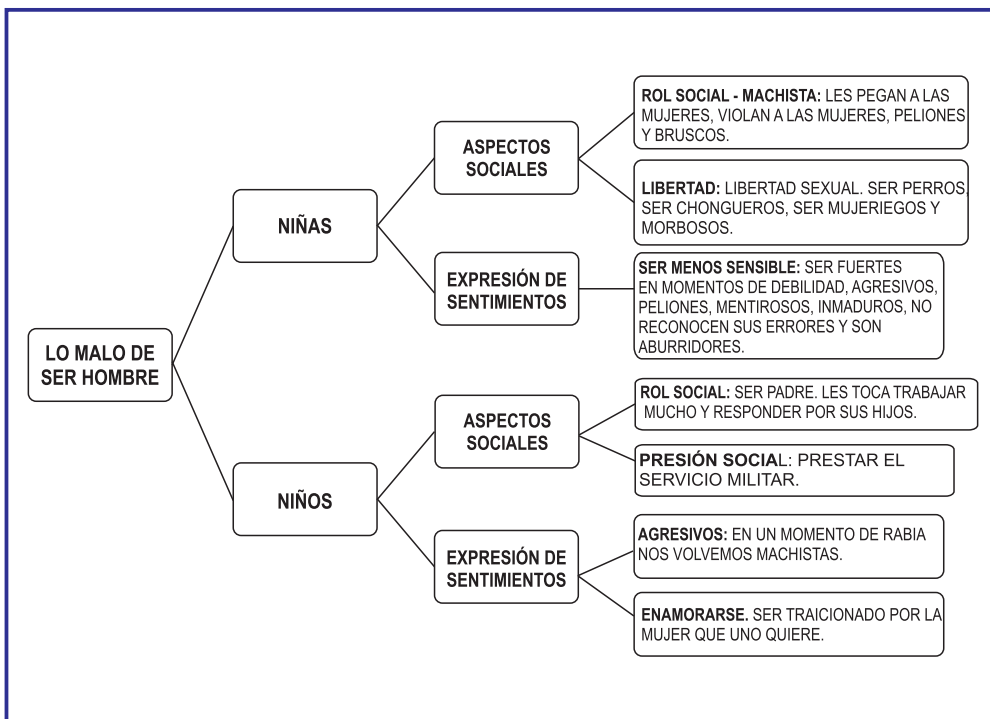 LO MALO DE
SER HOMBRE
NIÑAS
ASPECTOS
SOCIALES
ROL SOCIAL - MACHISTA: LES PEGAN A LAS
MUJERES, VIOLAN A LAS MUJERES, PELIONES
Y BRUSCOS.
LIBERTAD: LIBERTAD SEXUAL. SER PERROS,
SER CHONGUEROS, SER MUJERIEGOS Y
MORBOSOS.
EXPRESIÓN DE
SENTIMIENTOS
SER MENOS SENSIBLE: SER FUERTES
EN MOMENTOS DE DEBILIDAD, AGRESIVOS,
PELIONES, MENTIROSOS, INMADUROS, NO
RECONOCEN SUS ERRORES Y SON
ABURRIDORES.
NIÑOS
ASPECTOS
SOCIALES
ROL SOCIAL: SER PADRE. LES TOCA TRABAJAR
MUCHO Y RESPONDER POR SUS HIJOS.
PRESIÓN SOCIAL: PRESTAR EL
SERVICIO MILITAR.
EXPRESIÓN DE
SENTIMIENTOS
AGRESIVOS: EN UN MOMENTO DE RABIA
NOS VOLVEMOS MACHISTAS.
ENAMORARSE. SER TRAICIONADO POR LA
MUJER QUE UNO QUIERE.